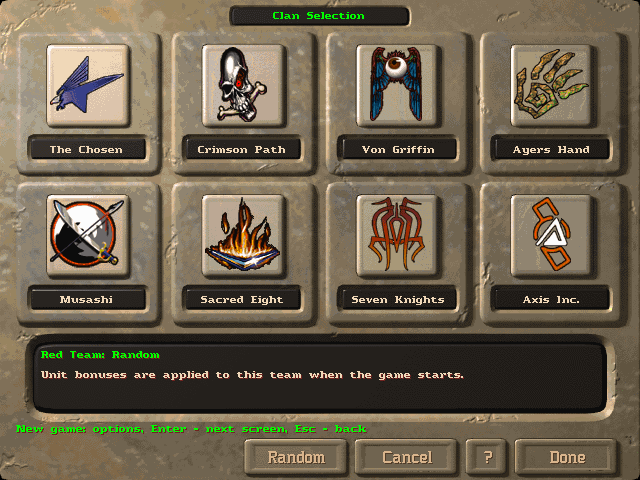 Clan Selection
The Chosen
Crimson Path
Von Griffin
Ayers Hand
Musashi
Sacred Eight
Seven Knights
Axis Inc.
Red Team: Random
Unit bonuses are applied to this team when the game starts.
New game: options, Enter - next screen, Esc - back
Random
Cancel
?
Done